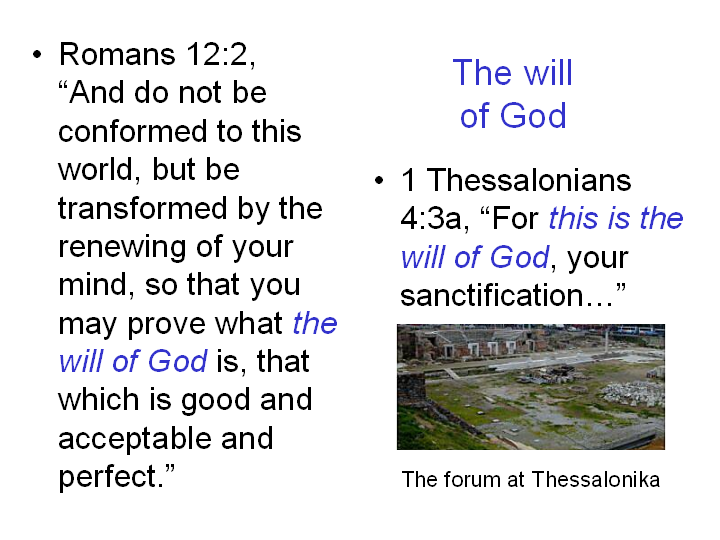 • Romans 12:2,
“And do not be
conformed to this
world, but be
transformed by the
renewing of your
mind, so that you
may prove what the
will of God is, that
which is good and
acceptable and
perfect.”
The will
of God
• 1 Thessalonians
4:3a, “For this is the
will of God, your
sanctification…”
The forum at Thessalonika